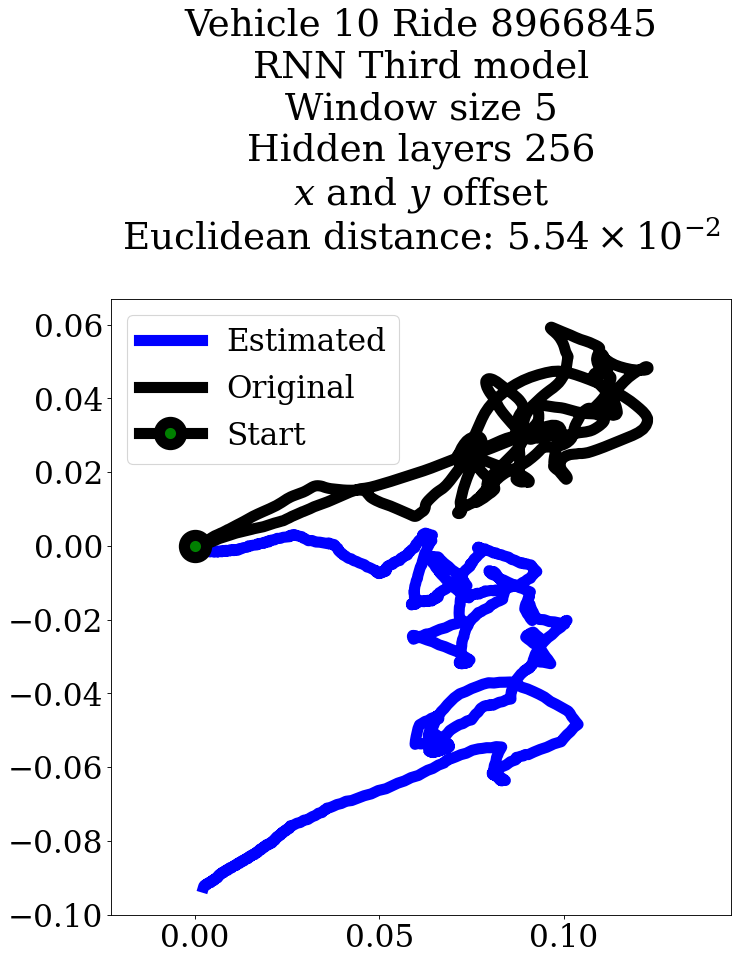 Vehicle 10 Ride 8966845
RNN Third model
Window size 5
Hidden layers 256
x and y offset
Euclidean distance: 5.54 × 10⁻²
Estimated
Original
Start
0.06
0.04
0.02
0.00
−0.02
−0.04
−0.06
−0.08
−0.10
0.00 0.05 0.10